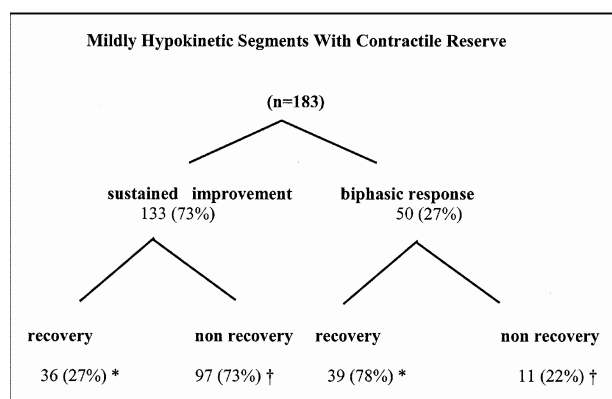 Mildly Hypokinetic Segments With Contractile Reserve
(n=183)
sustained improvement biphasic response
133 (73%) 50 (27%)
recovery non recovery recovery non recovery
36 (27%) * 97 (73%) † 39 (78%) * 11 (22%) †